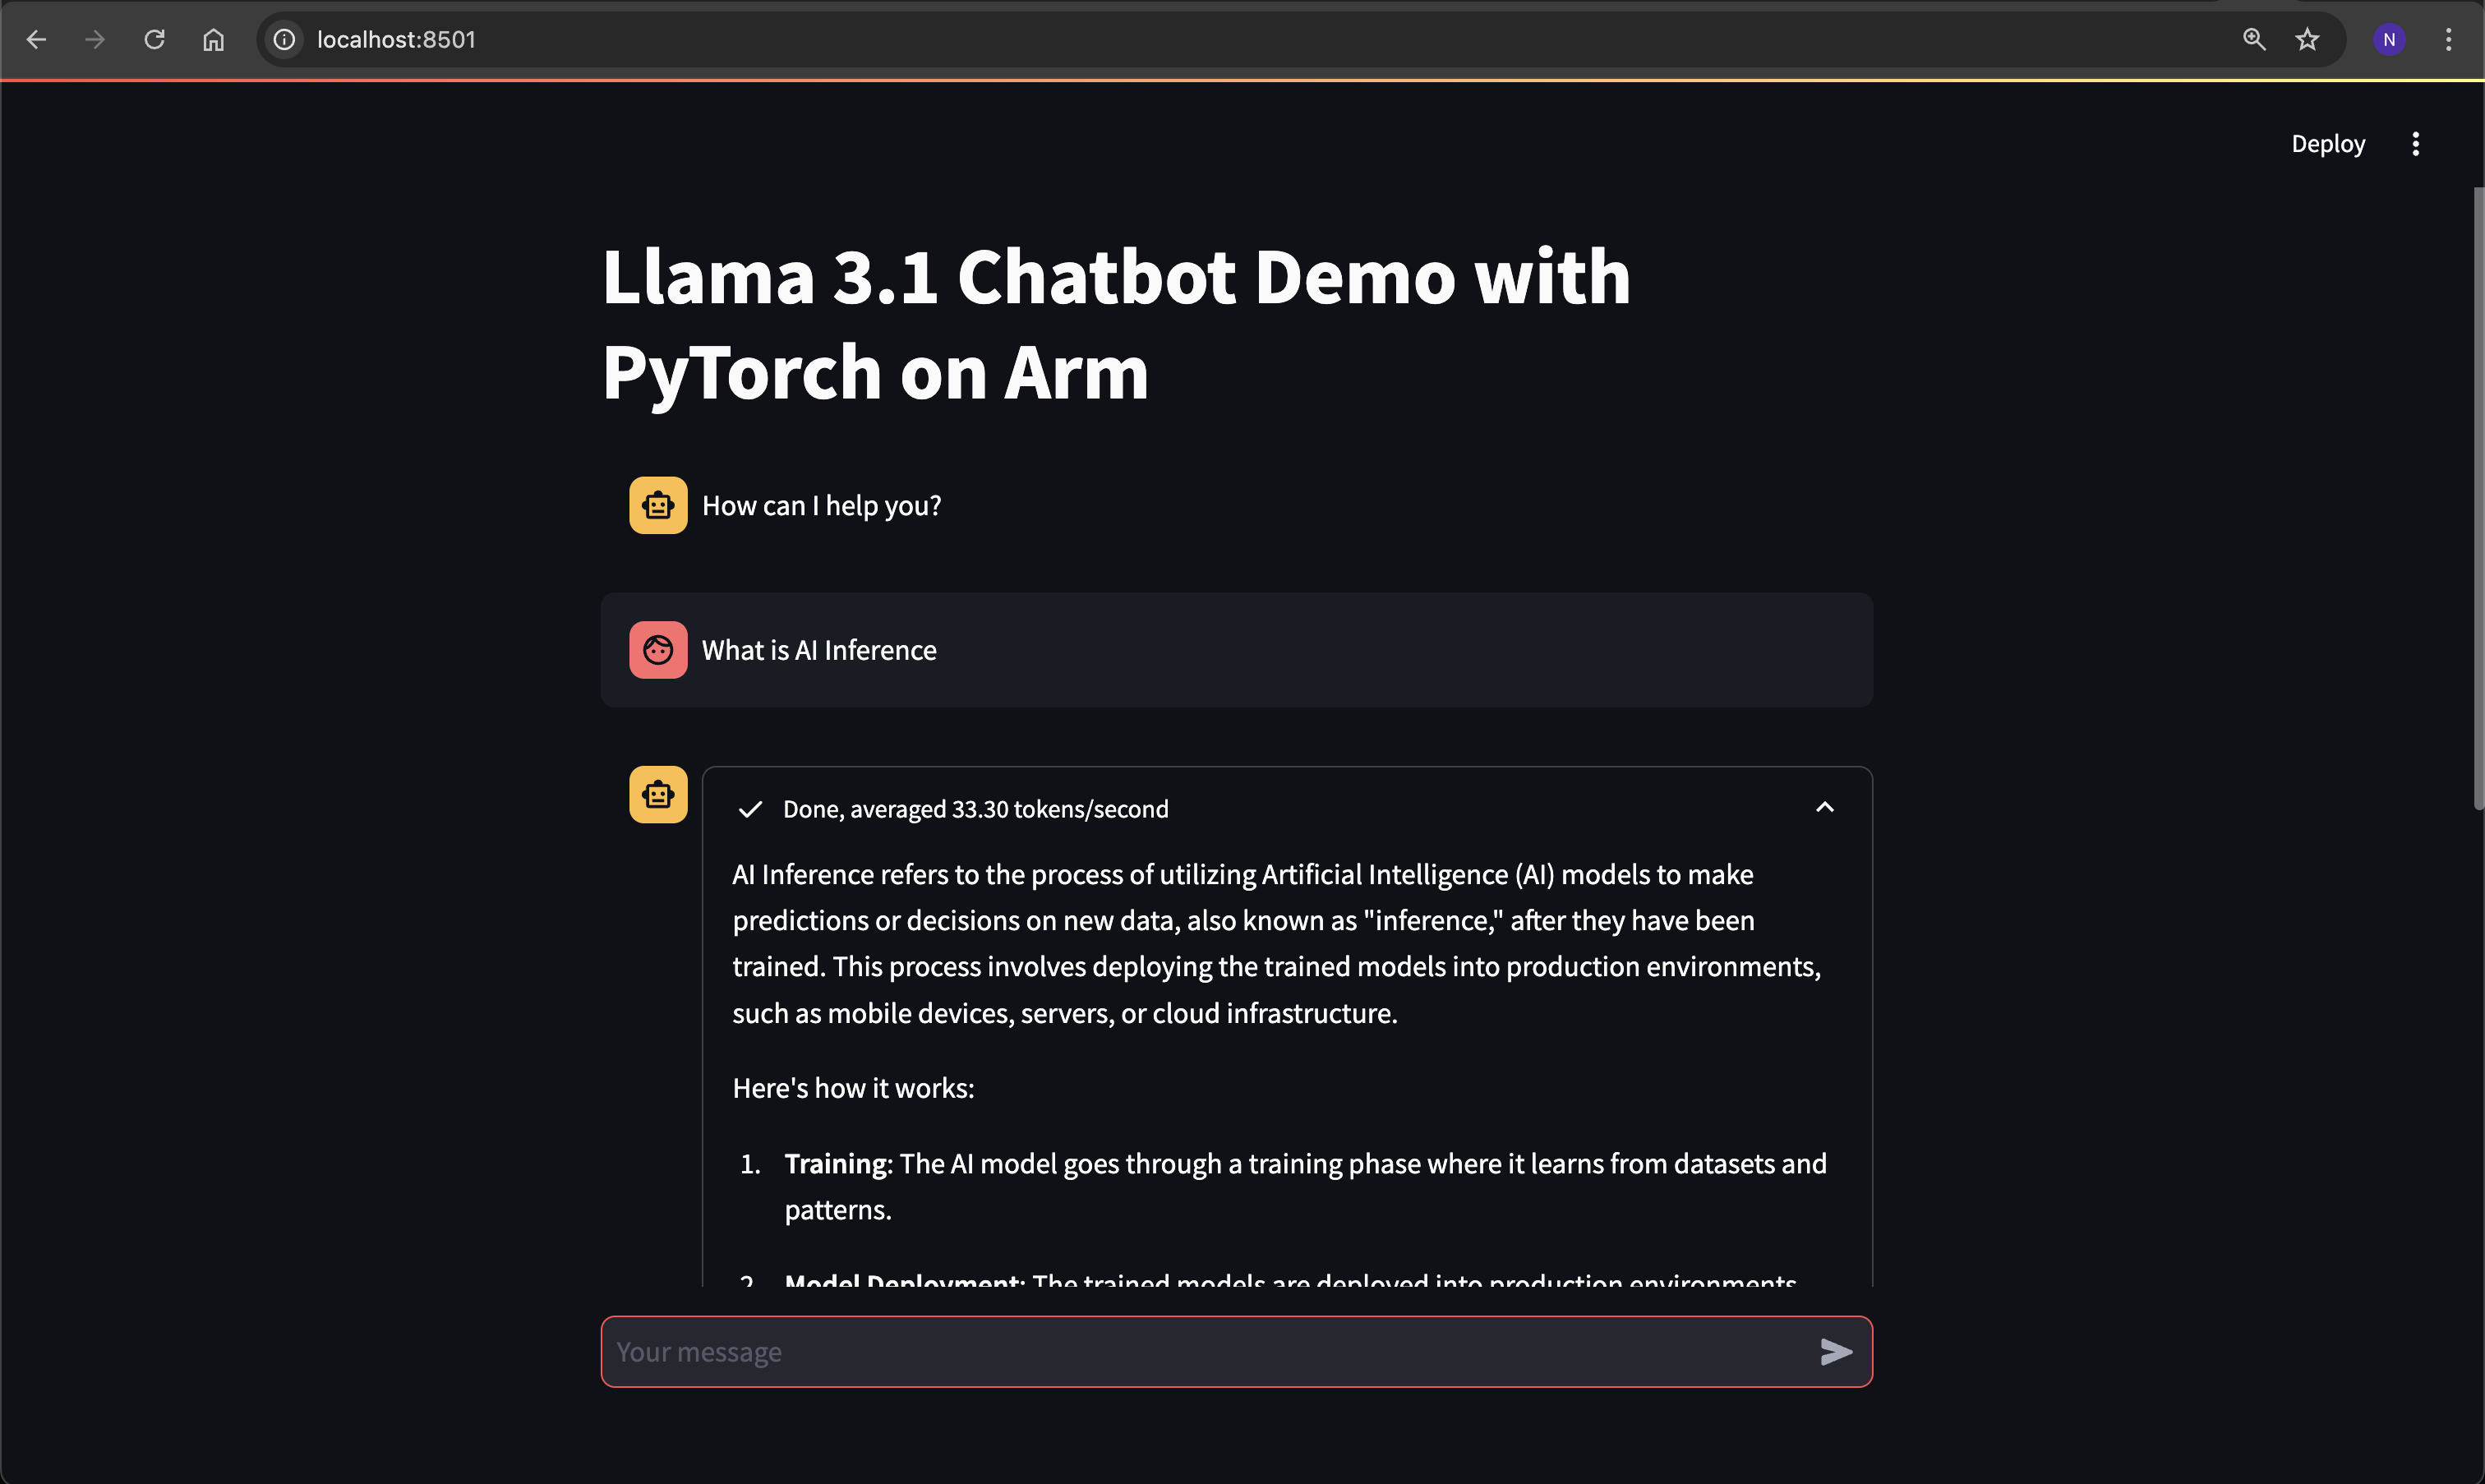 localhost:8501
N
Deploy
Llama 3.1 Chatbot Demo with
PyTorch on Arm
How can I help you?
What is AI Inference
Done, averaged 33.30 tokens/second
AI Inference refers to the process of utilizing Artificial Intelligence (AI) models to make
predictions or decisions on new data, also known as "inference," after they have been
trained. This process involves deploying the trained models into production environments,
such as mobile devices, servers, or cloud infrastructure.
Here's how it works:
1. Training: The AI model goes through a training phase where it learns from datasets and
patterns.
2. Model Deployment: The trained models are deployed into production environments
Your message